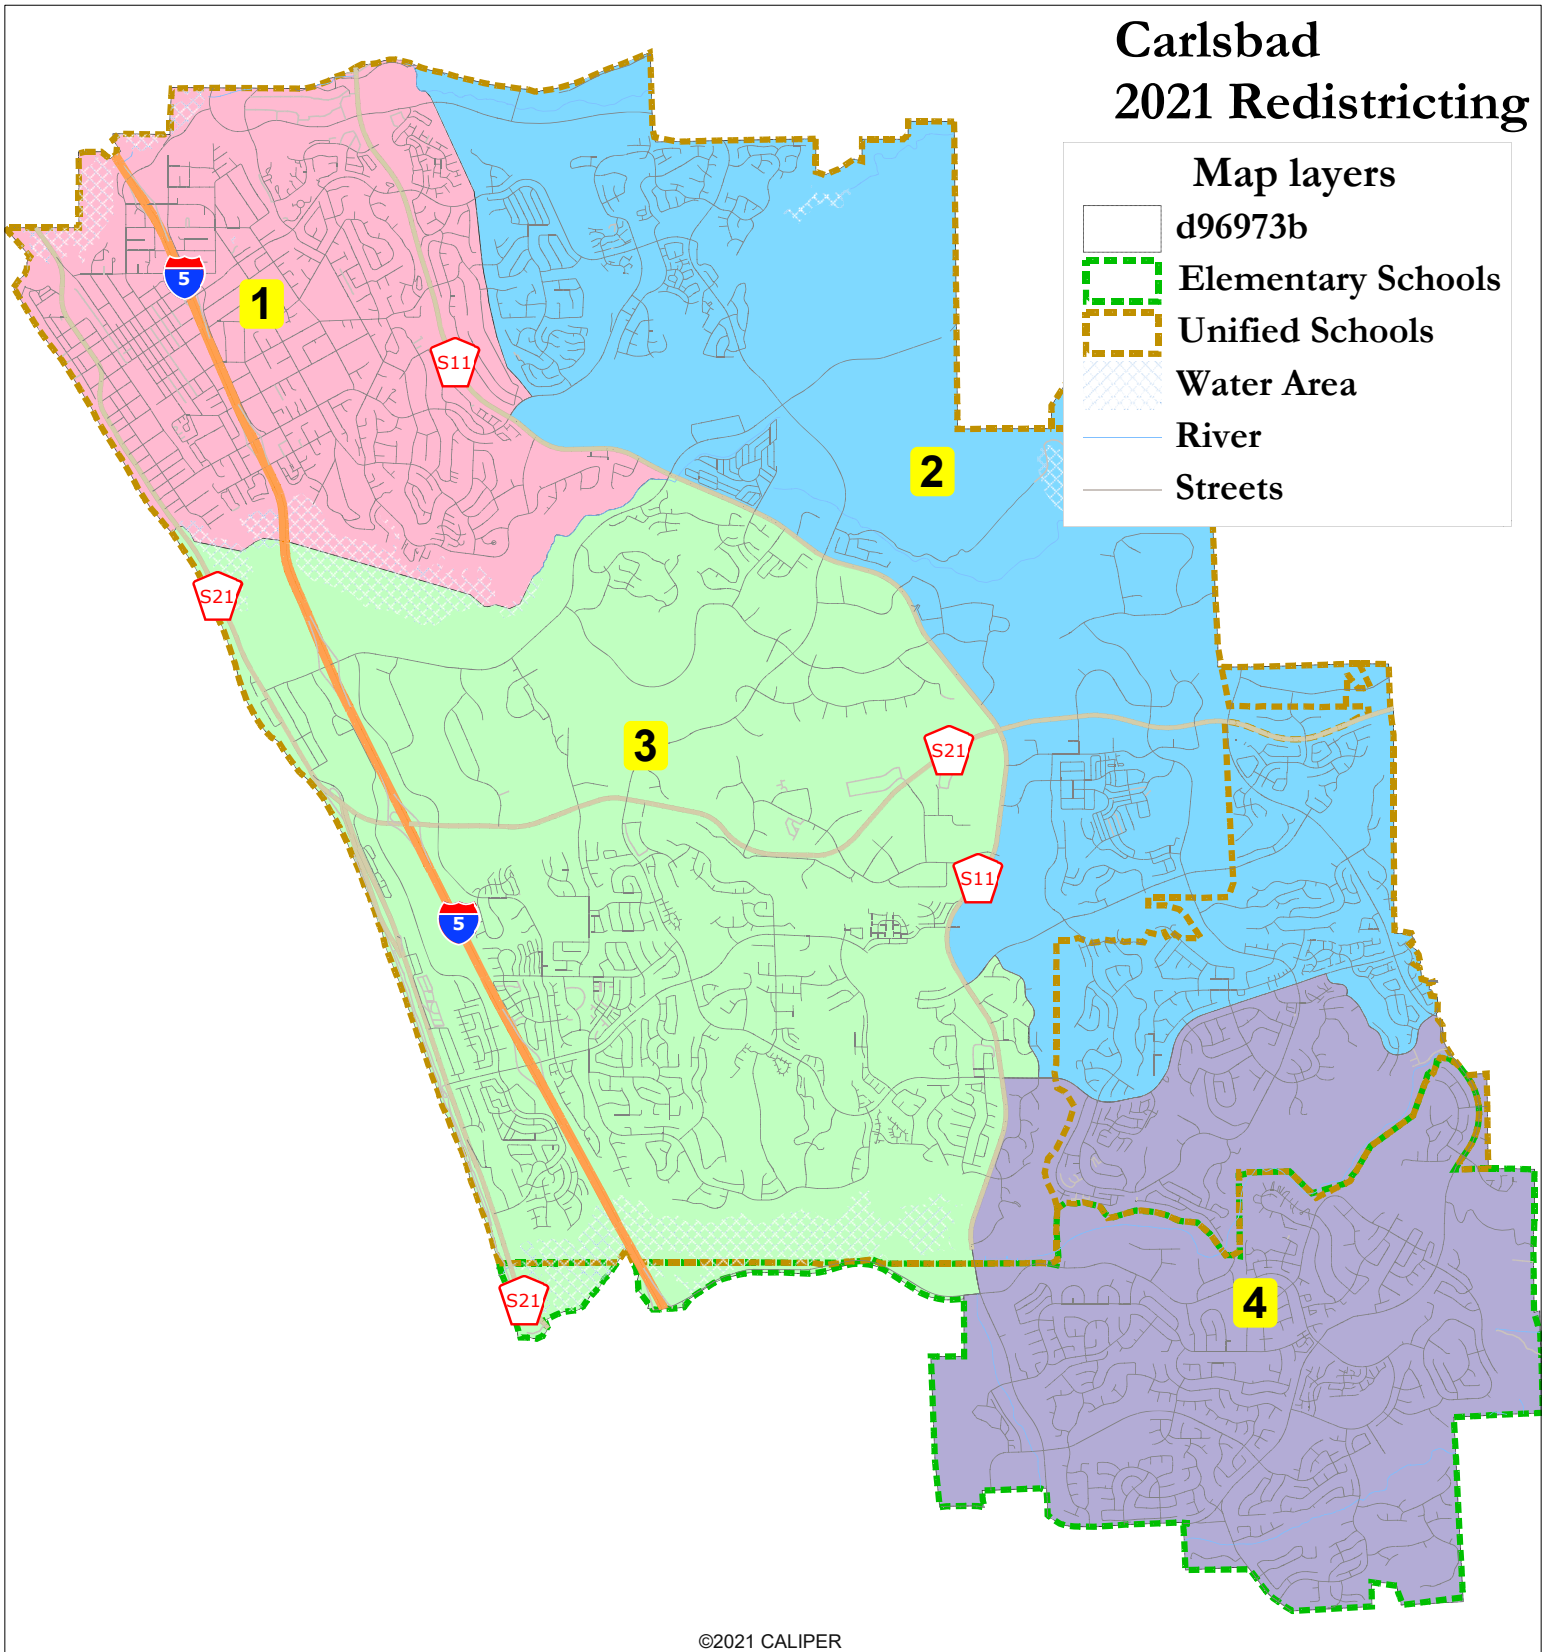 Carlsbad
2021 Redistricting
Map layers
d96973b
Elementary Schools
Unified Schools
Water Area
River
Streets
5
1
S11
2
S21
3
S21
S11
5
4
S21
©2021 CALIPER